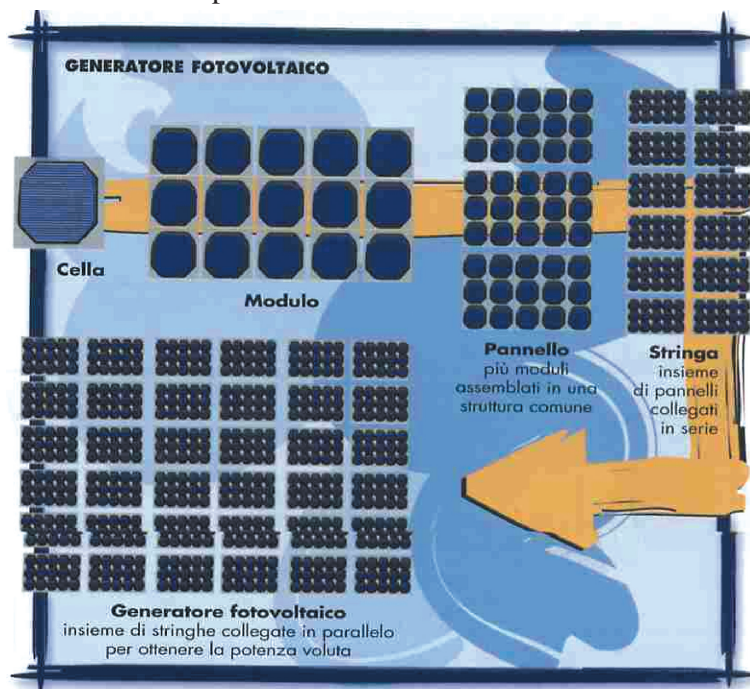 GENERATORE FOTOVOLTAICO
Cella
Modulo
Pannello
più moduli
assemblati in una
struttura comune
Stringa
insieme
di pannelli
collegati
in serie
Generatore fotovoltaico
insieme di stringhe collegate in parallelo
per ottenere la potenza voluta